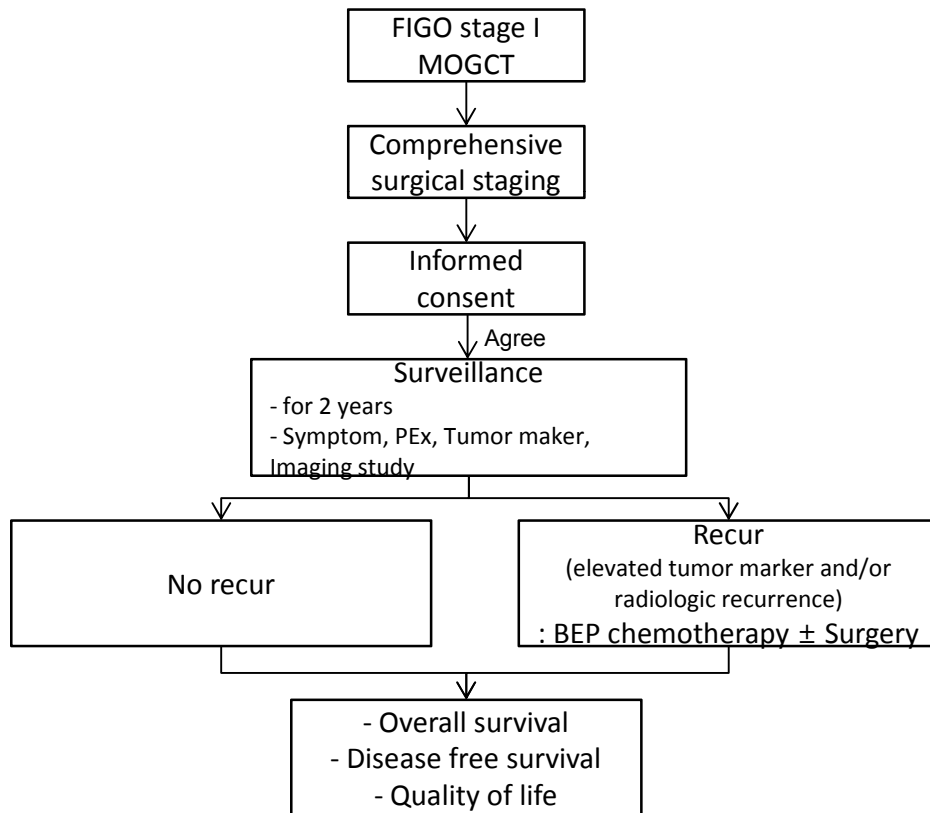 FIGO stage I
MOGCT
Comprehensive
surgical staging
Informed
consent
Agree
Surveillance
- for 2 years
- Symptom, PEx, Tumor maker,
Imaging study
No recur
Recur
(elevated tumor marker and/or
radiologic recurrence)
: BEP chemotherapy ± Surgery
- Overall survival
- Disease free survival
- Quality of life